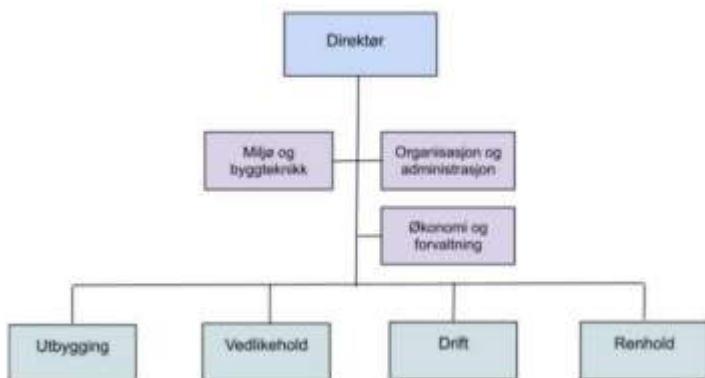 Direktør
Miljø og
byggteknikk
Organisasjon og
administrasjon
Økonomi og
forvaltning
Utbygging
Vedlikehold
Drift
Renhold